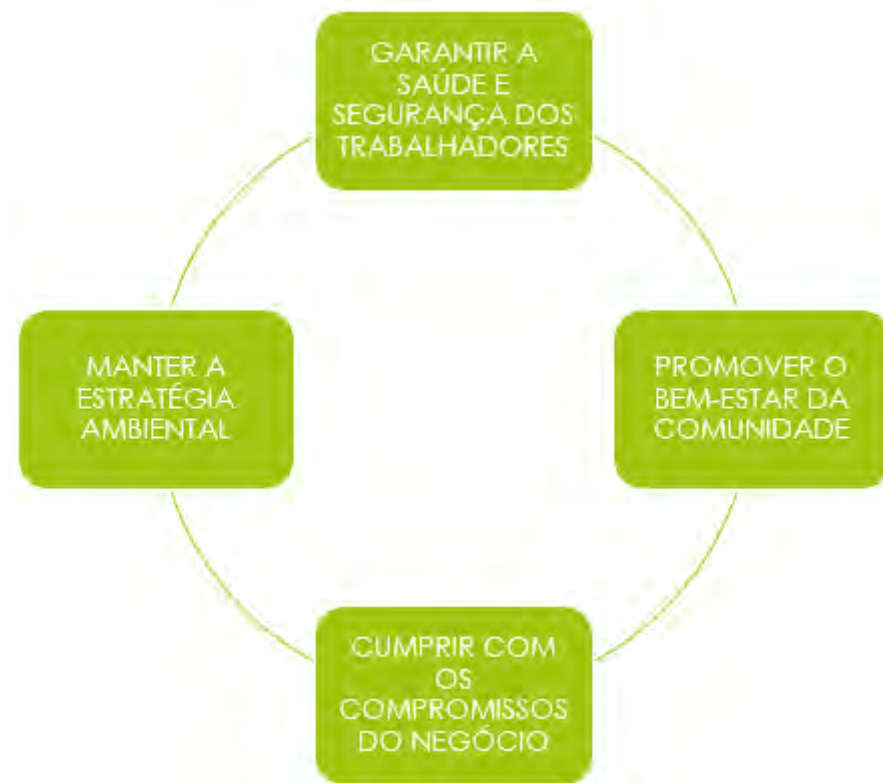 GARANTIR A
SAÚDE E
SEGURANÇA DOS
TRABALHADORES
MANTER A
ESTRATÉGIA
AMBIENTAL
PROMOVER O
BEM-ESTAR DA
COMUNIDADE
CUMPRIR COM
OS
COMPROMISSOS
DO NEGÓCIO